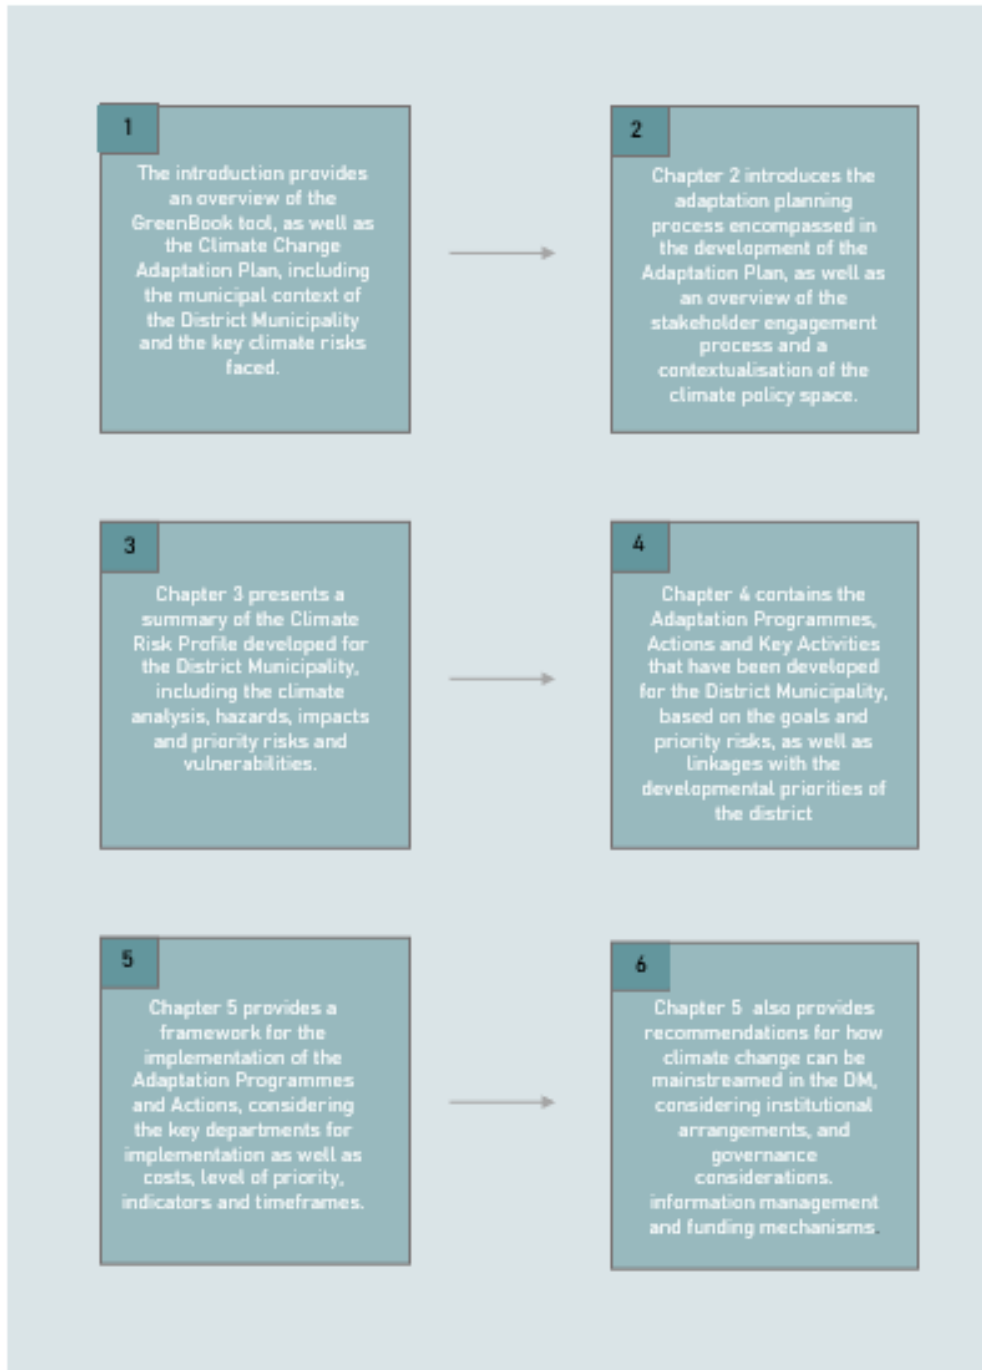 1
The introduction provides
an overview of the
GreenBook tool, as well as
the Climate Change
Adaptation Plan, including
the municipal context of
the District Municipality
and the key climate risks
faced.
2
Chapter 2 introduces the
adaptation planning
process encompassed in
the development of the
Adaptation Plan, as well as
an overview of the
stakeholder engagement
process and a
contextualisation of the
climate policy space.
3
Chapter 3 presents a
summary of the Climate
Risk Profile developed for
the District Municipality,
including the climate
analysis, hazards, impacts
and priority risks and
vulnerabilities.
4
Chapter 4 contains the
Adaptation Programmes,
Actions and Key Activities
that have been developed
for the District Municipality,
based on the goals and
priority risks, as well as
linkages with the
developmental priorities of
the district
5
Chapter 5 provides a
framework for the
implementation of the
Adaptation Programmes
and Actions, considering
the key departments for
implementation as well as
costs, level of priority,
indicators and timeframes.
6
Chapter 5 also provides
recommendations for how
climate change can be
mainstreamed in the DM,
considering institutional
arrangements, and
governance
considerations.
information management
and funding mechanisms.